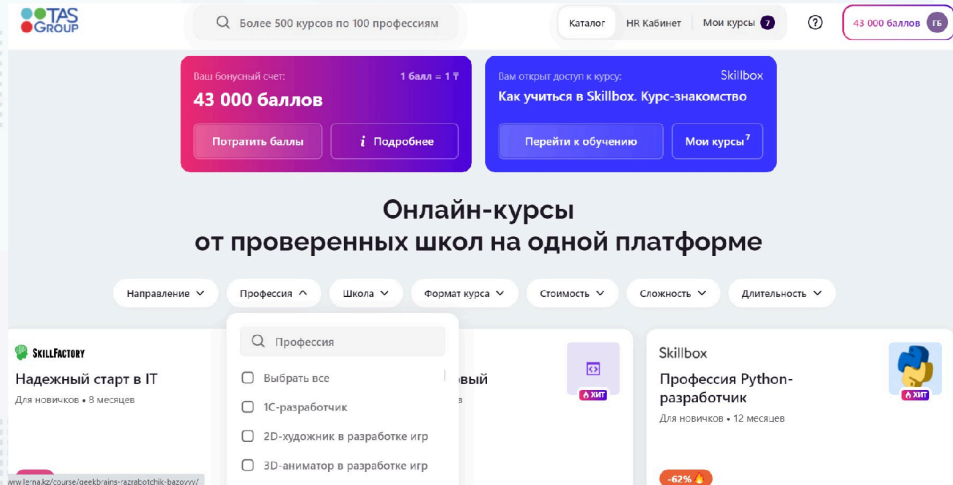 TAS GROUP
Более 500 курсов по 100 профессиям
Каталог
HR Кабинет
Мои курсы 7
43 000 баллов ГБ
Ваш бонусный счет:
1 балл = 1 ₸
43 000 баллов
Потратить баллы
i Подробнее
Вам открыт доступ к курсу:
Skillbox
Как учиться в Skillbox. Курс-знакомство
Перейти к обучению
Мои курсы 7
Онлайн-курсы
от проверенных школ на одной платформе
Направление
Профессия
Школа
Формат курса
Стоимость
Сложность
Длительность
SKILLFACTORY
Надежный старт в IT
Для новичков • 8 месяцев
Профессия
Выбрать все
1С-разработчик
2D-художник в разработке игр
3D-аниматор в разработке игр
ХИТ
Skillbox
Профессия Python-
разработчик
Для новичков • 12 месяцев
ХИТ
-62%
www.lerna.kz/course/geekbrains-razrabotchik-bazovyy/